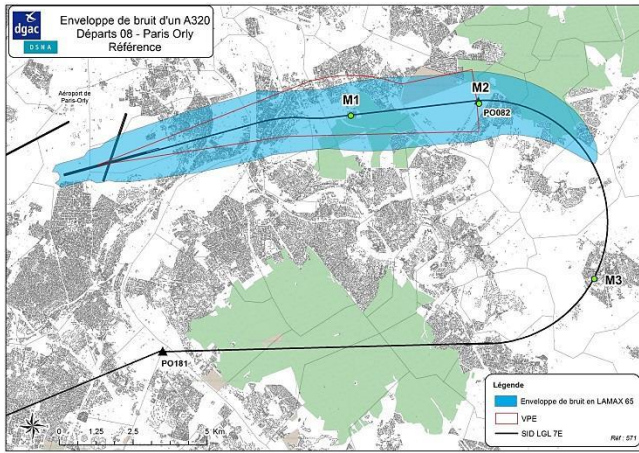 dgac
DSNA
Enveloppe de bruit d'un A320
Départs 08 - Paris Orly
Référence
Aéroport de
Paris-Orly
M1
M2
PO082
M3
PO181
0 1,25 2,5 5 Km
Légende
Enveloppe de bruit en LAMAX 65
VPE
SID LGL 7E
Réf : 571